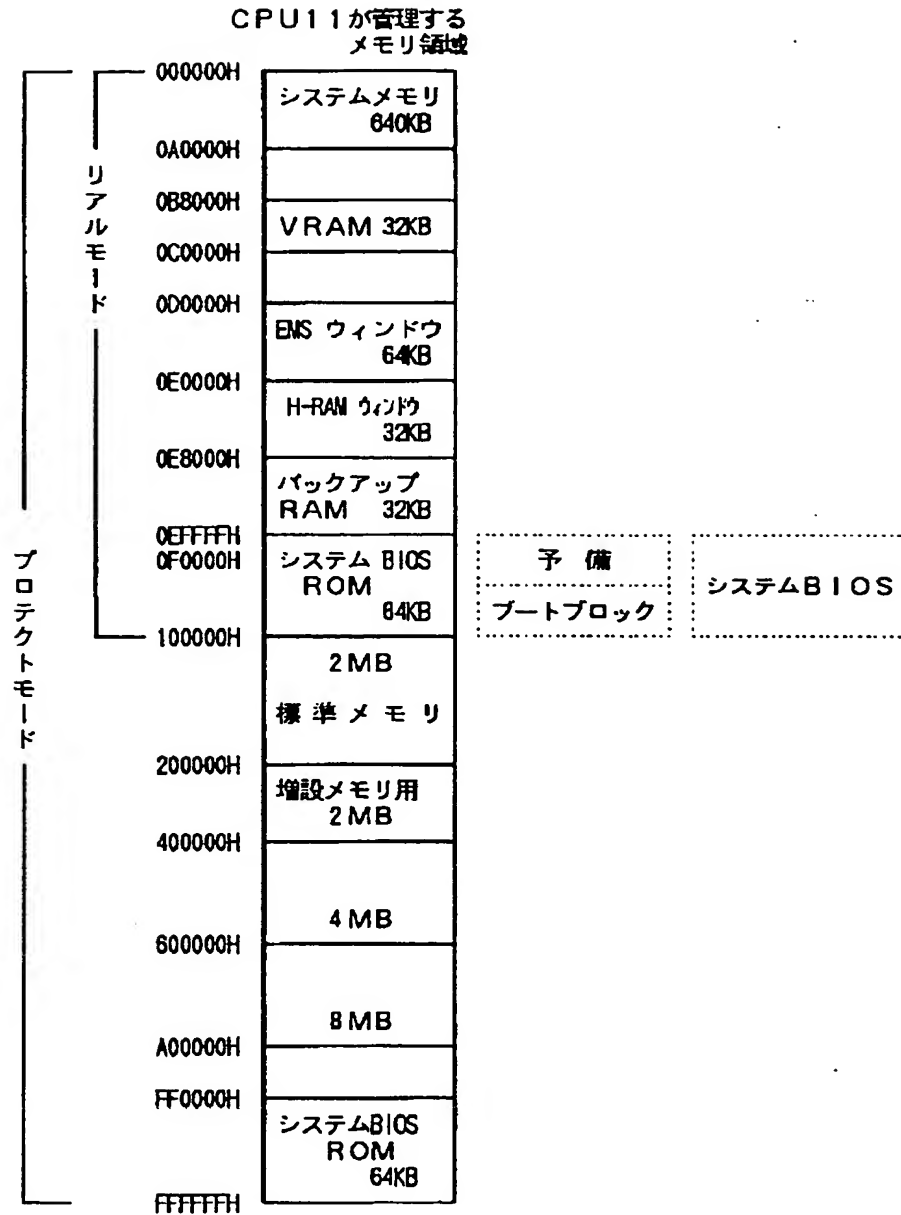 CPU11が管理する
メモリ領域
000000H
システムメモリ
640KB
0A0000H
0B8000H
VRAM 32KB
0C0000H
0D0000H
EMS ウィンドウ
64KB
0E0000H
H-RAM ウィンドウ
32KB
0E8000H
バックアップ
RAM 32KB
0EFFFFH
0F0000H
システム BIOS
ROM
64KB
予備
ブートブロック
システムBIOS
100000H
2MB
標準メモリ
200000H
増設メモリ用
2MB
400000H
4MB
600000H
8MB
A00000H
FF0000H
システムBIOS
ROM
64KB
FFFFFFH
リアルモード
プロテクトモード